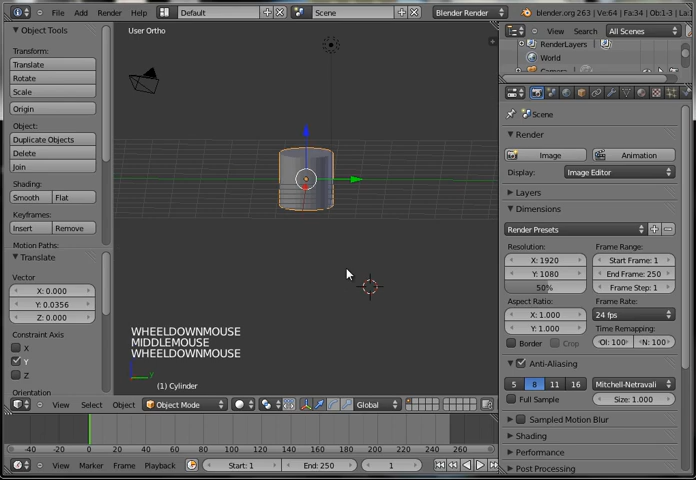 File Add Render Help Default Scene Blender Render blender.org 263 | Ve:64 | Fa:34 | Ob:1-3 | La
Object Tools
Transform:
Translate
Rotate
Scale
Origin
Object:
Duplicate Objects
Delete
Join
Shading:
Smooth Flat
Keyframes:
Insert Remove
Motion Paths:
Translate
Vector
X: 0.000
Y: 0.0356
Z: 0.000
Constraint Axis
X
Y
Z
Orientation
User Ortho
WHEELDOWNMOUSE
MIDDLEMOUSE
WHEELDOWNMOUSE
Y
(1) Cylinder
View Select Object Object Mode Global
-40 -20 0 20 40 60 80 100 120 140 160 180 200 220 240 260
View Marker Frame Playback Start: 1 End: 250 1
View Search All Scenes
RenderLayers
World
Camera
Scene
Render
Image Animation
Display: Image Editor
Layers
Dimensions
Render Presets
Resolution: Frame Range:
X: 1920 Start Frame: 1
Y: 1080 End Frame: 250
50% Frame Step: 1
Aspect Ratio: Frame Rate:
X: 1.000 24 fps
Y: 1.000 Time Remapping:
Border Crop N: 100
Anti-Aliasing
5 8 11 16 Mitchell-Netravali
Full Sample Size: 1.000
Sampled Motion Blur
Shading
Performance
Post Processing